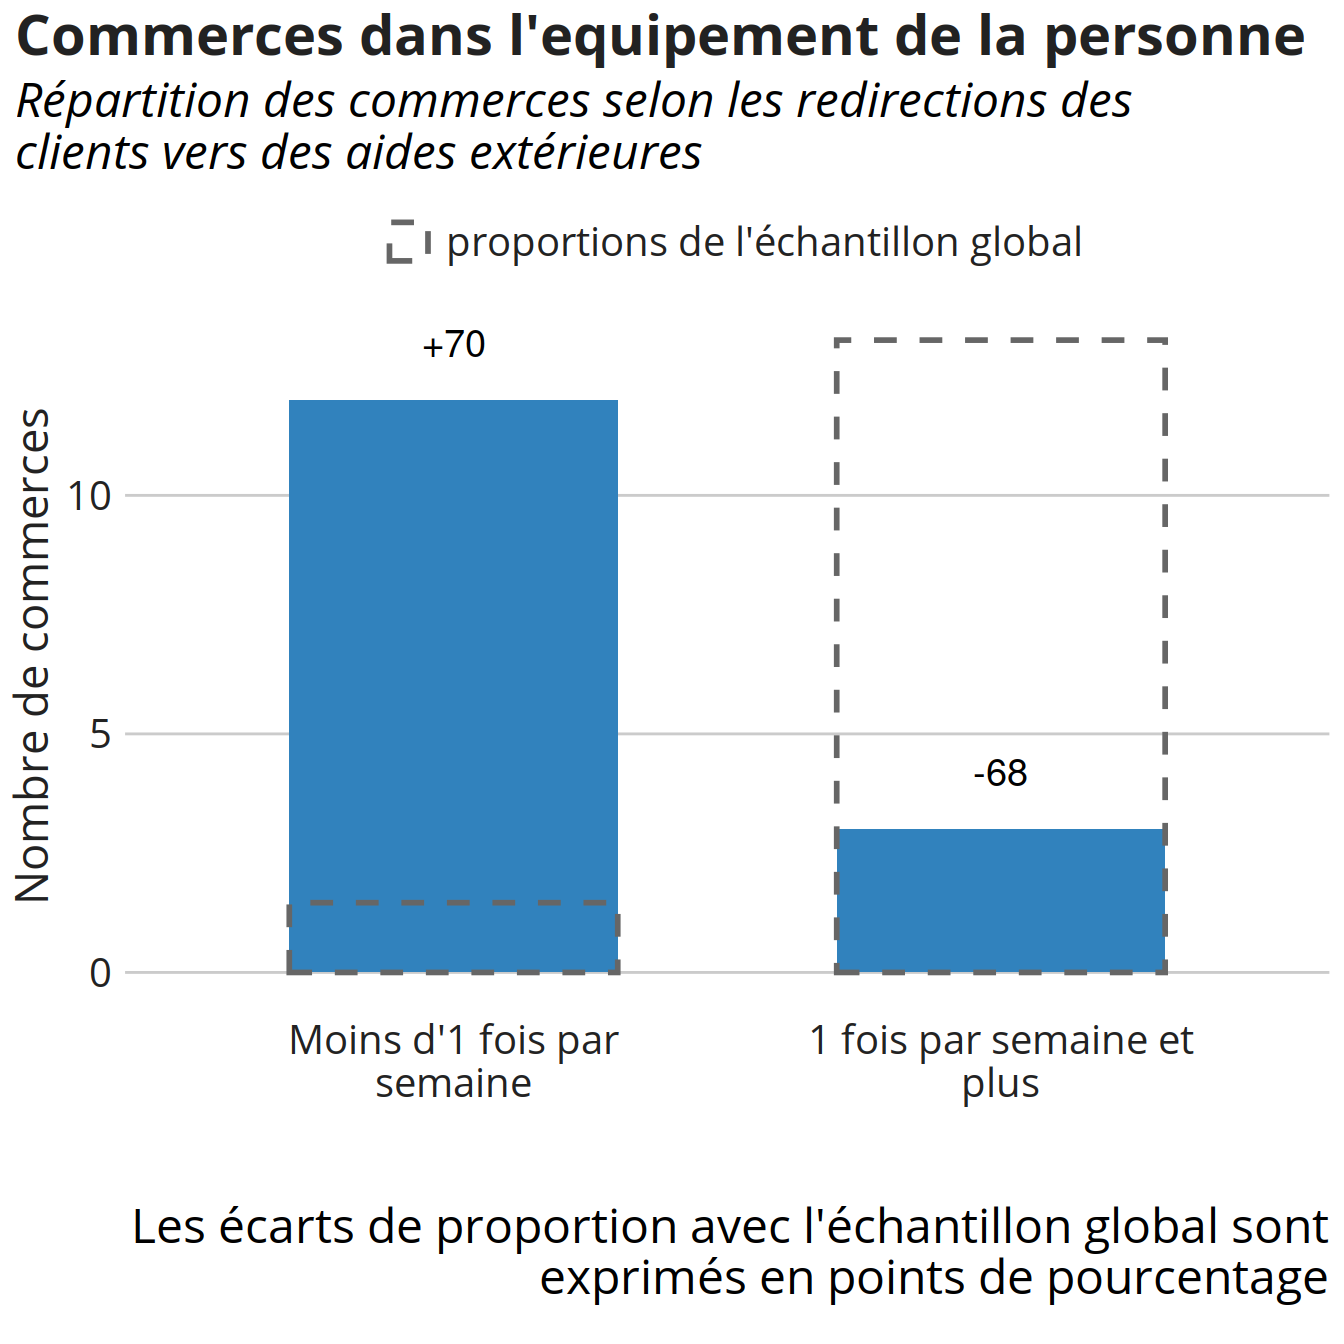 Commerces dans l'equipement de la personne
Répartition des commerces selon les redirections des
clients vers des aides extérieures
proportions de l'échantillon global
+70
-68
Nombre de commerces
10
5
0
Moins d'1 fois par
semaine
1 fois par semaine et
plus
Les écarts de proportion avec l'échantillon global sont
exprimés en points de pourcentage